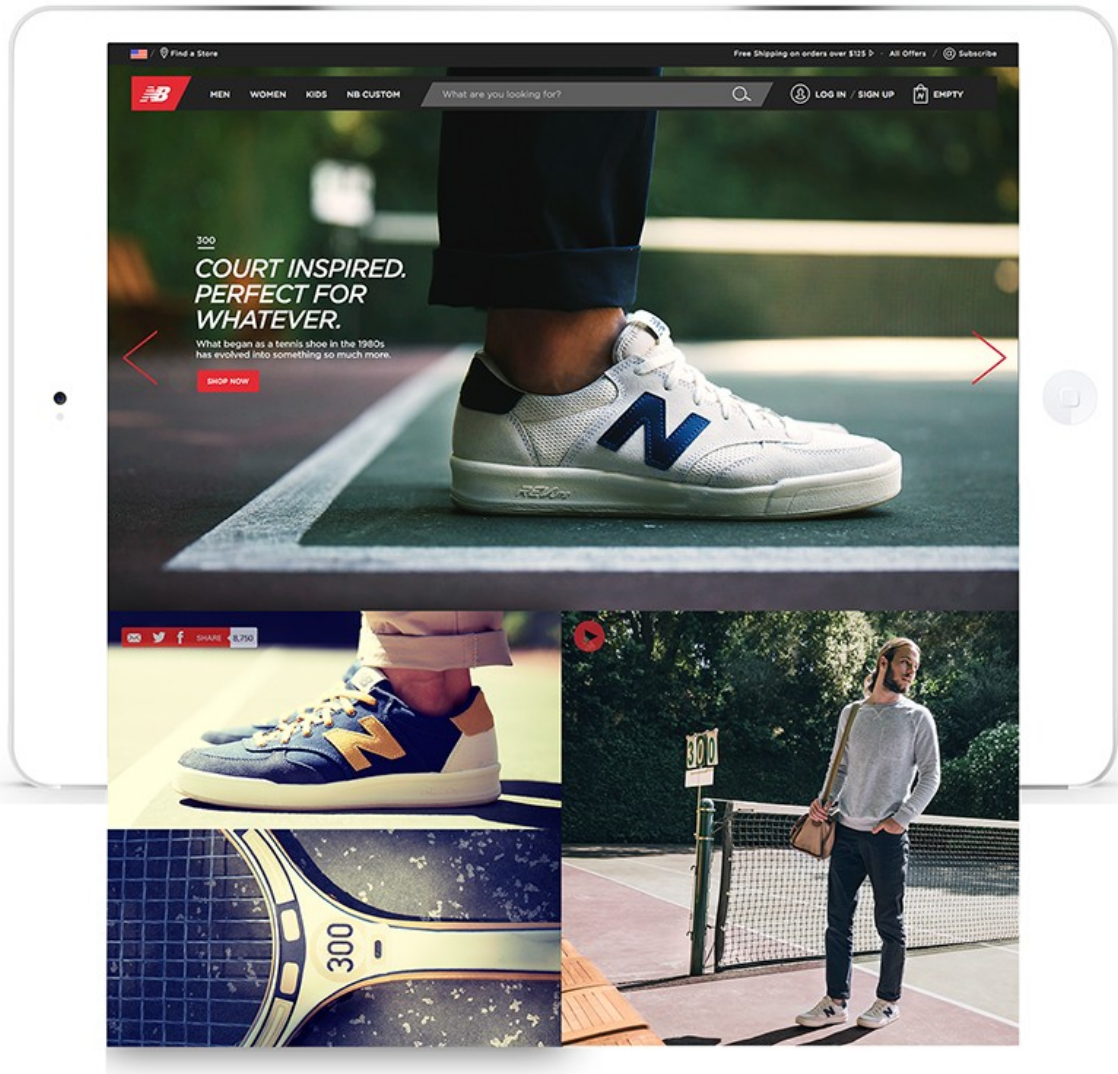 Find a Store
Free Shipping on orders over $125 All Offers / @ Subscribe
NB
MEN WOMEN KIDS NB CUSTOM
What are you looking for?
LOG IN / SIGN UP
N
EMPTY
300
COURT INSPIRED.
PERFECT FOR
WHATEVER.
What began as a tennis shoe in the 1980s
has evolved into something so much more.
SHOP NOW
N
REVlite
SHARE 8,750
N
300
300
N
N